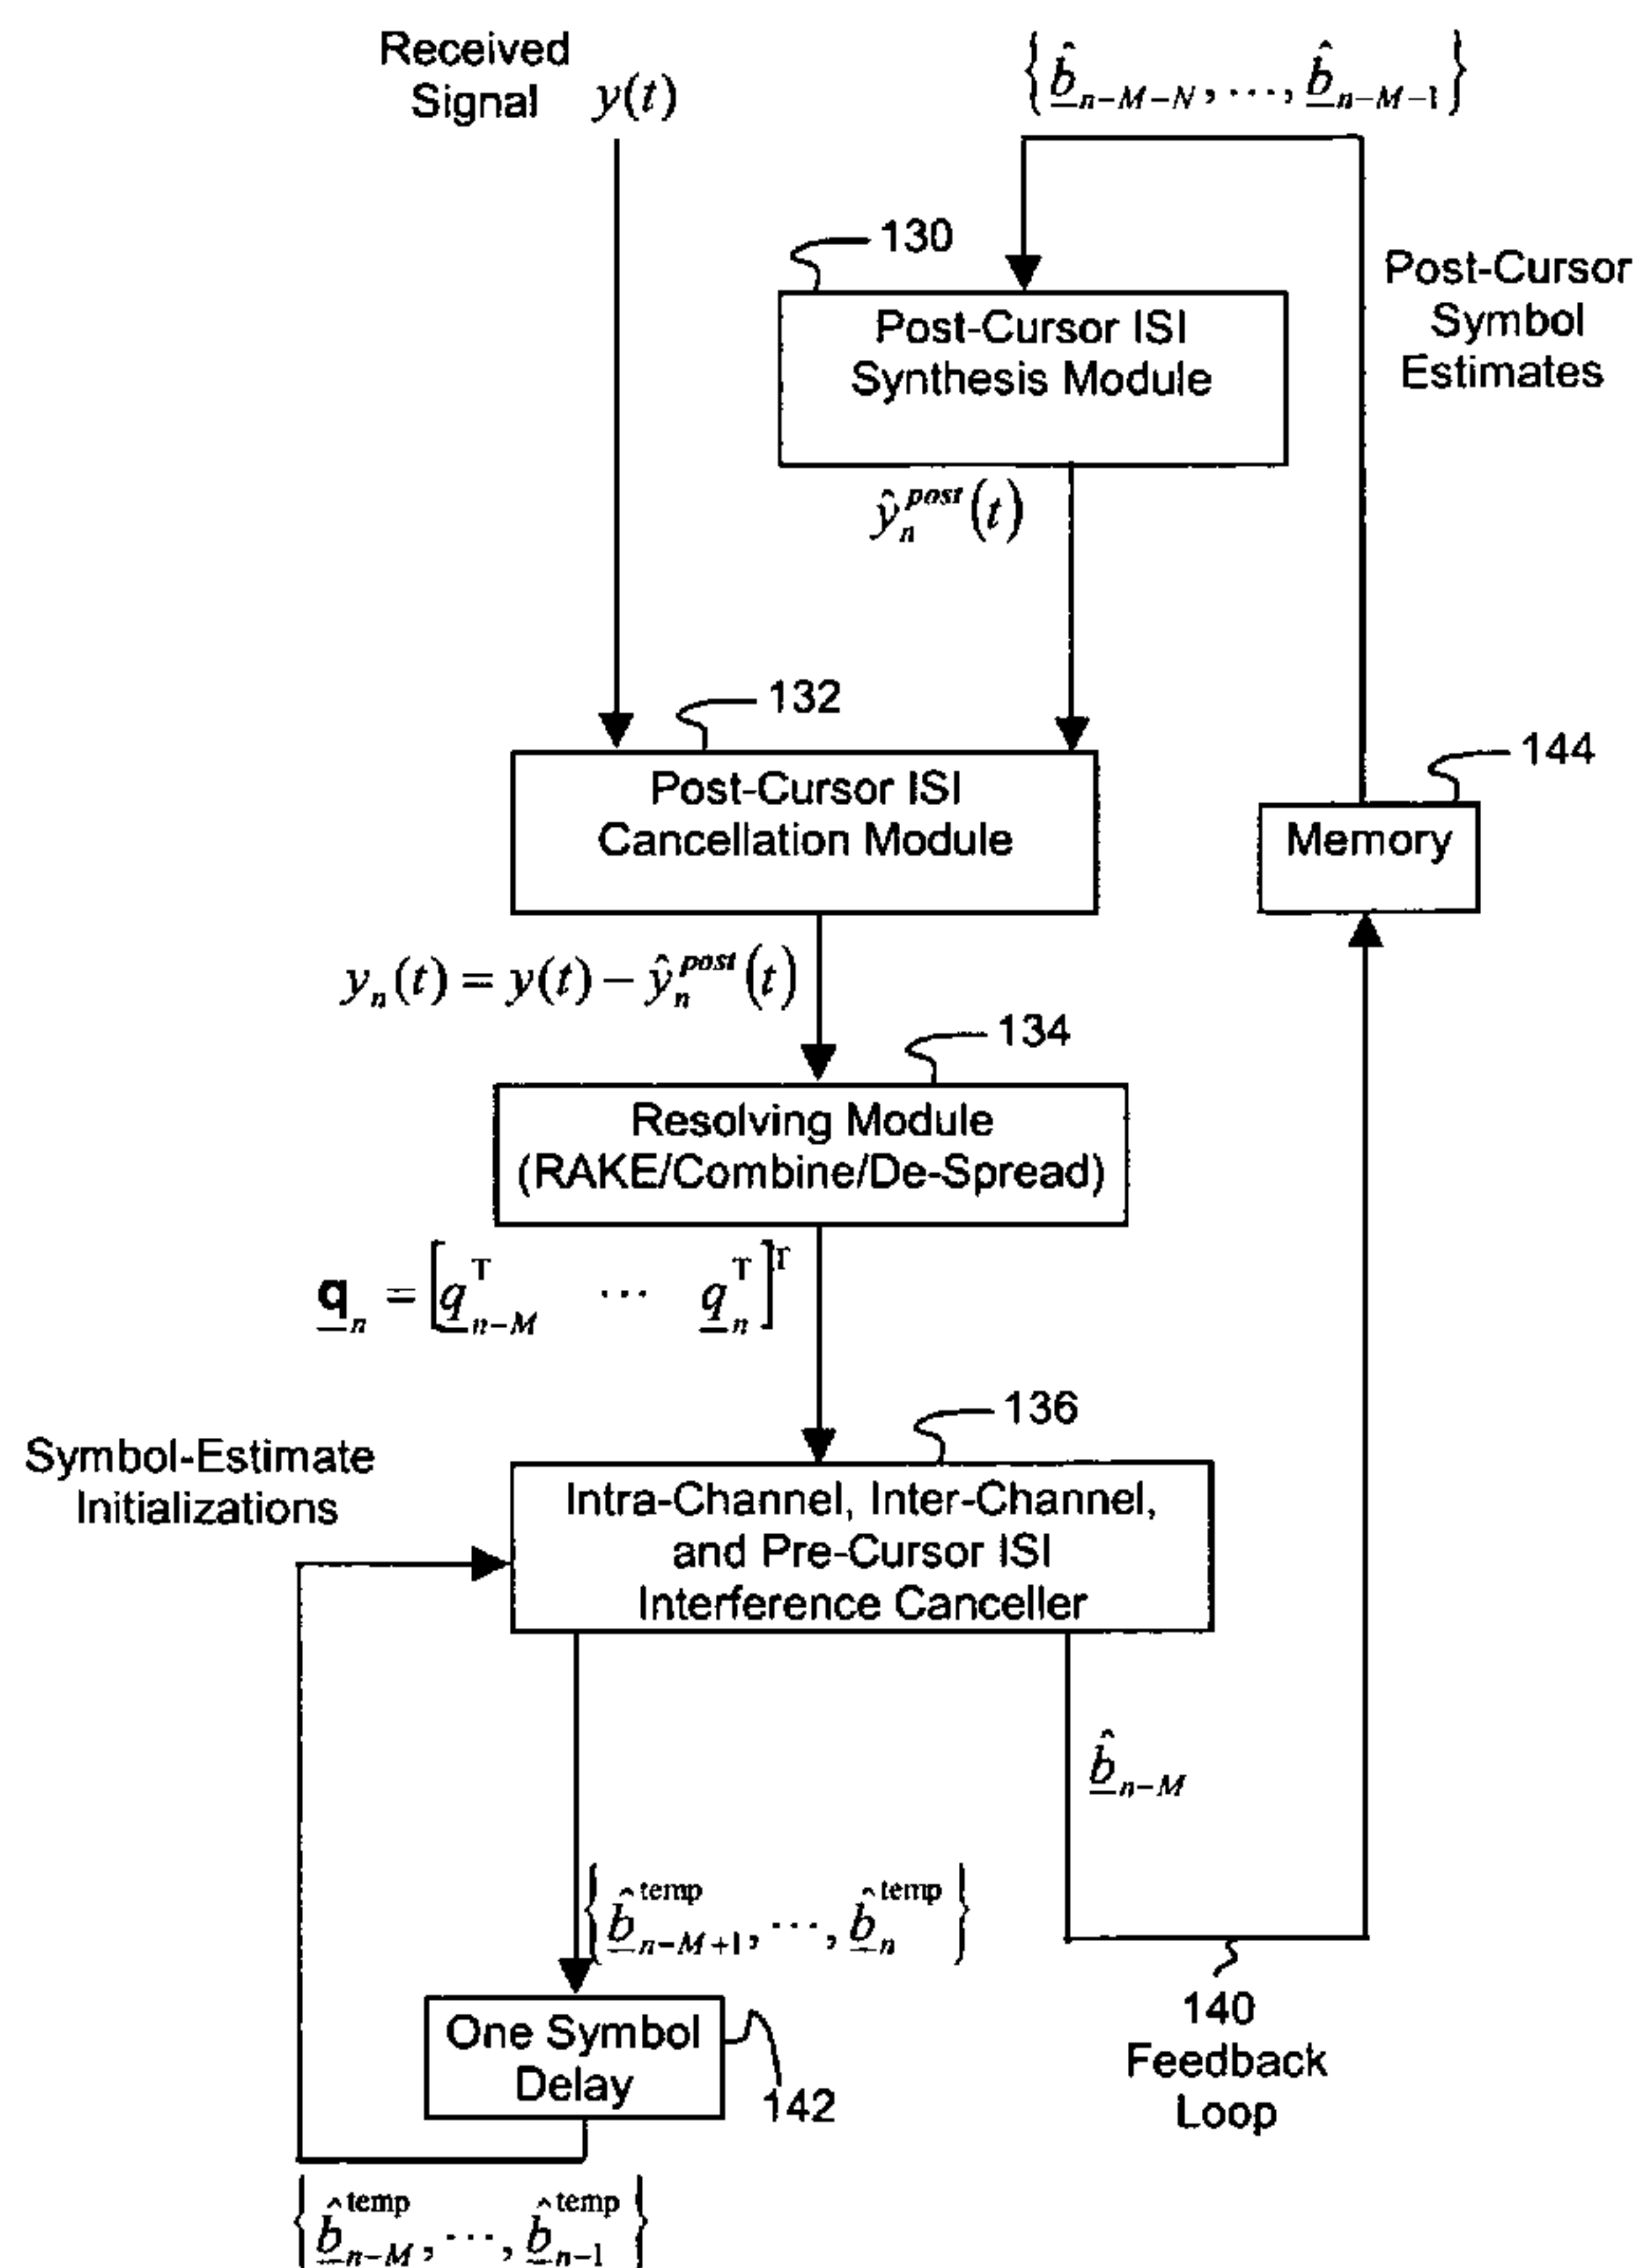 Received
Signal y(t)
{b̂_{n-M-N}, ..., b̂_{n-M-1}}
130
Post-Cursor
Symbol
Estimates
Post-Cursor ISI
Synthesis Module
ŷ_n^{post}(t)
132
144
Post-Cursor ISI
Cancellation Module
Memory
y_n(t) = y(t) − ŷ_n^{post}(t)
134
Resolving Module
(RAKE/Combine/De-Spread)
q_n = [q_{n-M}^T ... q_n^T]^T
136
Symbol-Estimate
Initializations
Intra-Channel, Inter-Channel,
and Pre-Cursor ISI
Interference Canceller
b̂_{n-M}
{b̂_{n-M+1}^{temp}, ..., b̂_n^{temp}}
One Symbol
Delay
142
140
Feedback
Loop
{b̂_{n-M}^{temp}, ..., b̂_{n-1}^{temp}}